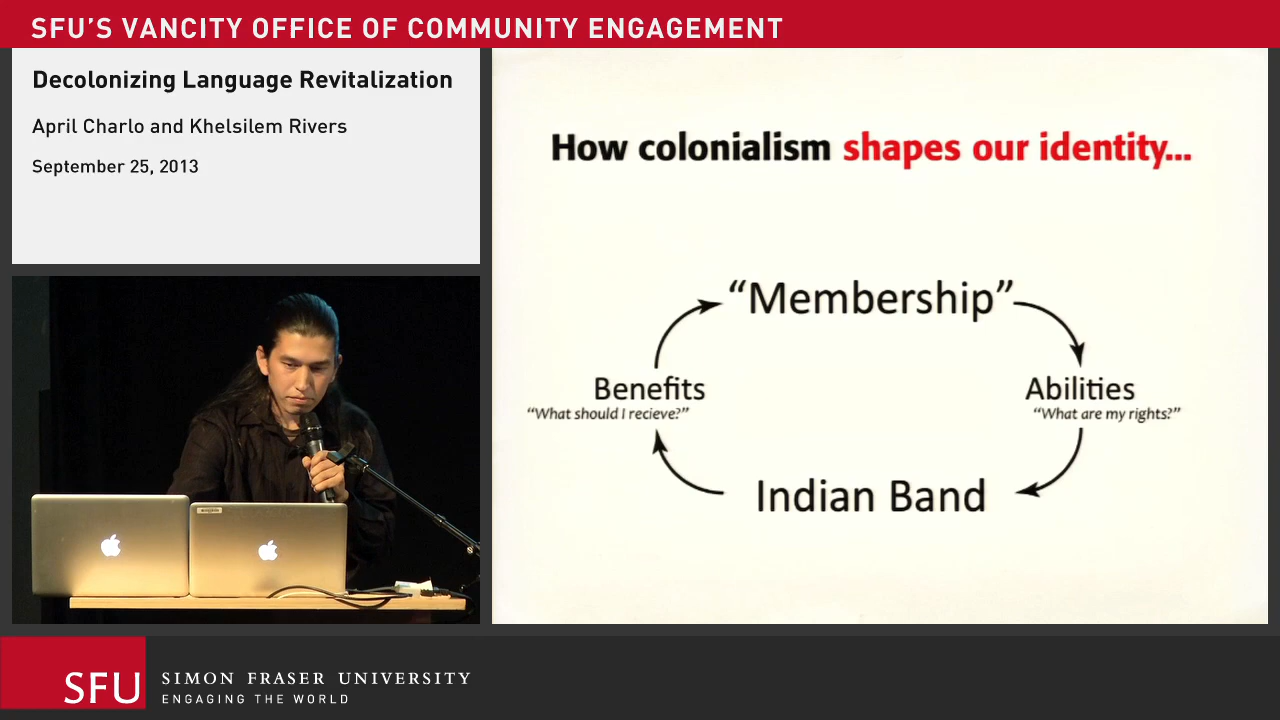 SFU'S VANCITY OFFICE OF COMMUNITY ENGAGEMENT
Decolonizing Language Revitalization
April Charlo and Khelsilem Rivers
September 25, 2013
How colonialism shapes our identity...
“Membership”
Benefits
“What should I recieve?”
Abilities
“What are my rights?”
Indian Band
SFU
SIMON FRASER UNIVERSITY
ENGAGING THE WORLD